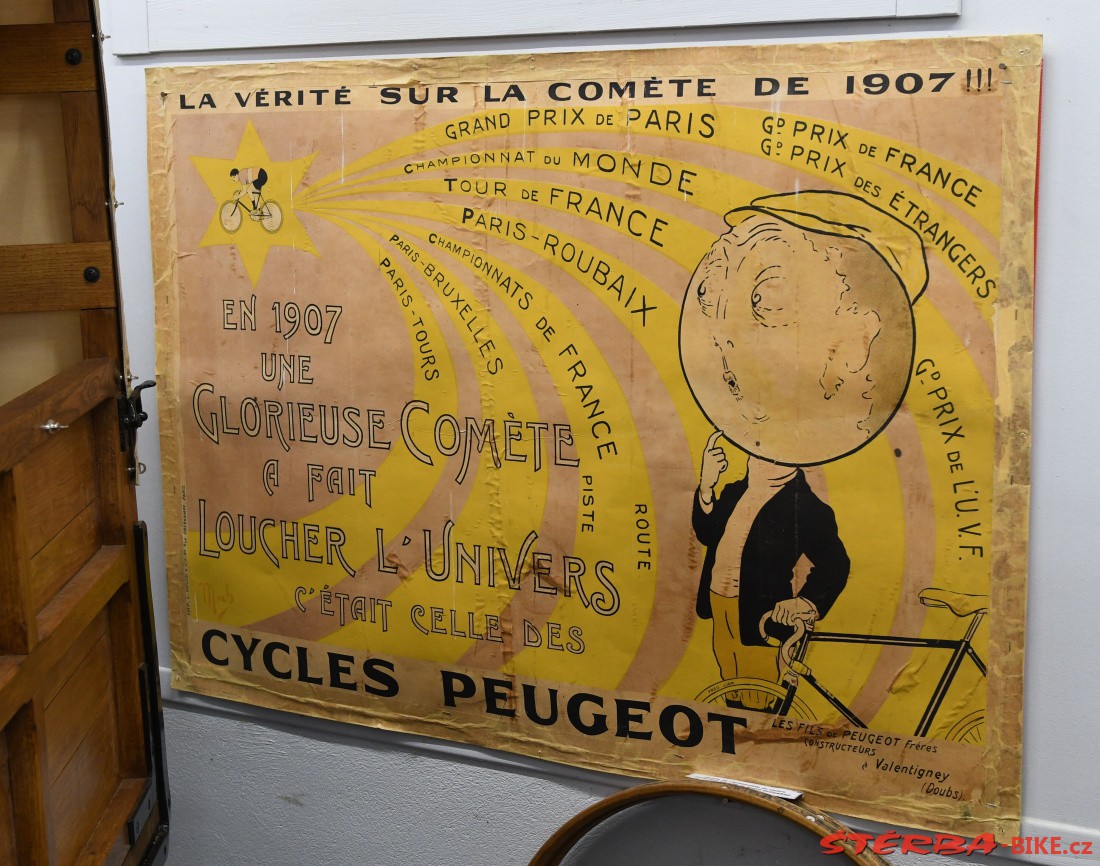 LA VÉRITÉ SUR LA COMÈTE DE 1907 !!!
GRAND PRIX DE PARIS
GD PRIX DE FRANCE
GD PRIX DES ÉTRANGERS
CHAMPIONNAT DU MONDE
TOUR DE FRANCE
PARIS-ROUBAIX
ROUTE
CHAMPIONNATS DE FRANCE
PISTE
PARIS-BRUXELLES
PARIS-TOURS
GD PRIX DE L'U.V.F.
EN 1907
UNE
GLORIEUSE COMÈTE
A FAIT
LOUCHER L'UNIVERS
C'ÉTAIT CELLE DES
CYCLES PEUGEOT
LES FILS DE PEUGEOT Frères
CONSTRUCTEURS
à Valentigney
(Doubs)
ŠTĚRBA-BIKE.cz